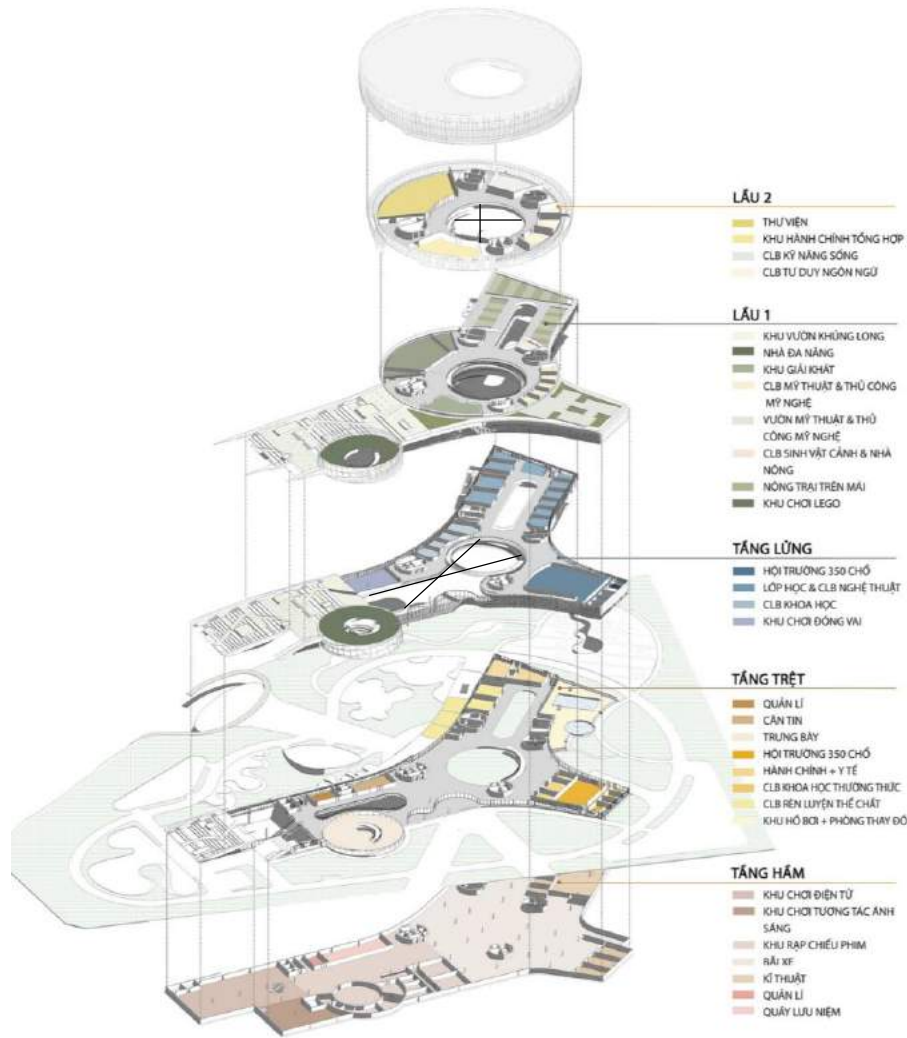 LẦU 2
THƯ VIỆN
KHU HÀNH CHÍNH TỔNG HỢP
CLB KỸ NĂNG SỐNG
CLB TƯ DUY NGÔN NGỮ
LẦU 1
KHU VƯỜN KHỦNG LONG
NHÀ ĐA NĂNG
KHU GIẢI KHÁT
CLB MỸ THUẬT & THỦ CÔNG
MỸ NGHỆ
VƯỜN MỸ THUẬT & THỦ
CÔNG MỸ NGHỆ
CLB SINH VẬT CẢNH & NHÀ
NÔNG
NÔNG TRẠI TRÊN MÁI
KHU CHƠI LEGO
TẦNG LỬNG
HỘI TRƯỜNG 350 CHỖ
LỚP HỌC & CLB NGHỆ THUẬT
CLB KHOA HỌC
KHU CHƠI ĐÓNG VAI
TẦNG TRỆT
QUẢN LÍ
CĂN TIN
TRƯNG BÀY
HỘI TRƯỜNG 350 CHỖ
HÀNH CHÍNH + Y TẾ
CLB KHOA HỌC THƯỜNG THỨC
CLB RÈN LUYỆN THỂ CHẤT
KHU HỒ BƠI + PHÒNG THAY ĐỒ
TẦNG HẦM
KHU CHƠI ĐIỆN TỬ
KHU CHƠI TƯƠNG TÁC ÁNH
SÁNG
KHU RẠP CHIẾU PHIM
BÃI XE
KĨ THUẬT
QUẢN LÍ
QUẦY LƯU NIỆM